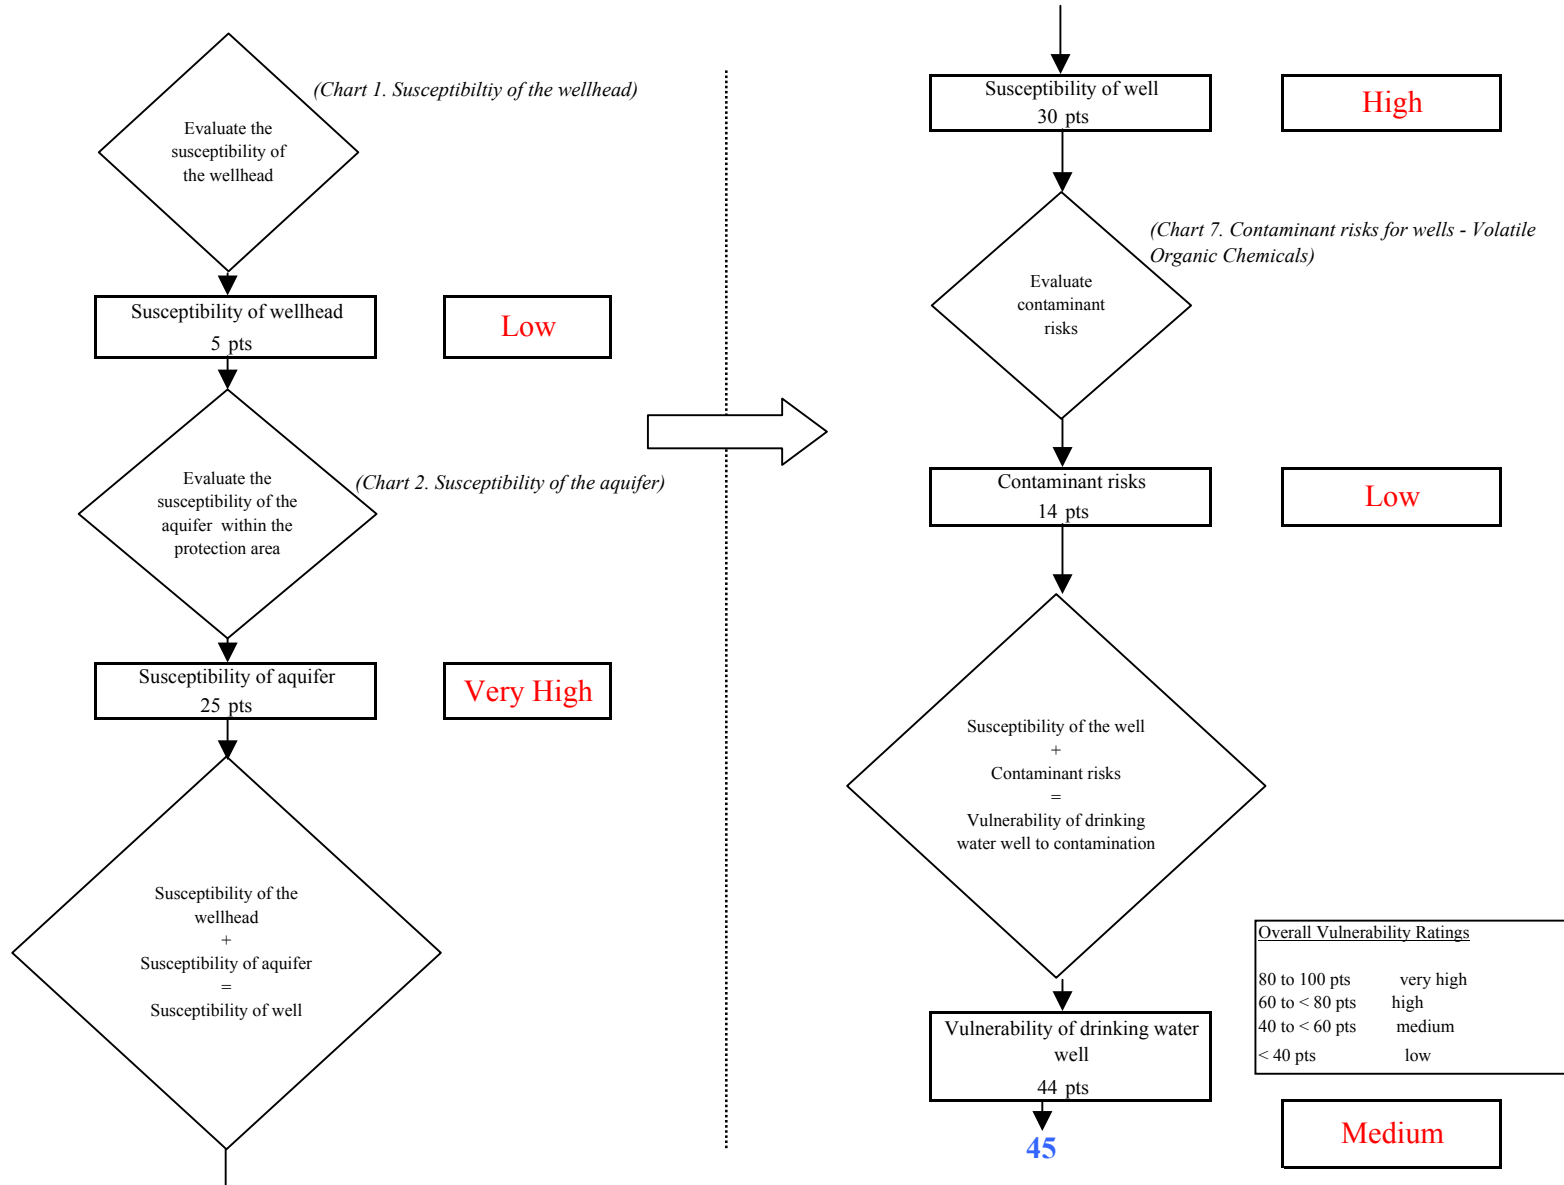 (Chart 1. Susceptibiltiy of the wellhead)
Evaluate the
susceptibility of
the wellhead
Susceptibility of wellhead
5 pts
Low
(Chart 2. Susceptibility of the aquifer)
Evaluate the
susceptibility of the
aquifer within the
protection area
Susceptibility of aquifer
25 pts
Very High
Susceptibility of the
wellhead
+
Susceptibility of aquifer
=
Susceptibility of well
Susceptibility of well
30 pts
High
(Chart 7. Contaminant risks for wells - Volatile
Organic Chemicals)
Evaluate
contaminant
risks
Contaminant risks
14 pts
Low
Susceptibility of the well
+
Contaminant risks
=
Vulnerability of drinking
water well to contamination
Overall Vulnerability Ratings
80 to 100 pts very high
60 to < 80 pts high
40 to < 60 pts medium
< 40 pts low
Vulnerability of drinking water
well
44 pts
Medium
45